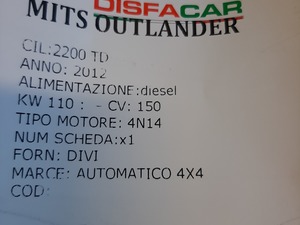 DISFACAR
MITS OUTLANDER
CIL:2200 TD
ANNO: 2012
ALIMENTAZIONE:diesel
KW 110 : - CV: 150
TIPO MOTORE: 4N14
NUM SCHEDA:x1
FORN: DIVI
MARCE: AUTOMATICO 4X4
COD: